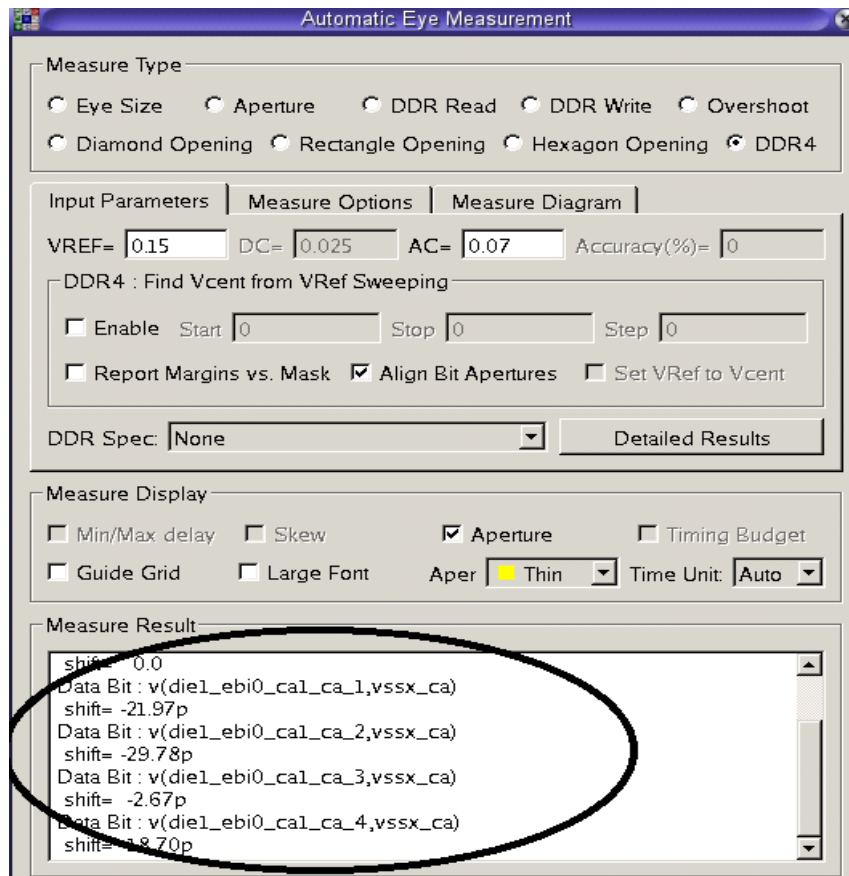 Automatic Eye Measurement
Measure Type
Eye Size Aperture DDR Read DDR Write Overshoot
Diamond Opening Rectangle Opening Hexagon Opening DDR4
Input Parameters Measure Options Measure Diagram
VREF= 0.15 DC= 0.025 AC= 0.07 Accuracy(%)= 0
DDR4 : Find Vcent from VRef Sweeping
Enable Start 0 Stop 0 Step 0
Report Margins vs. Mask Align Bit Apertures Set VRef to Vcent
DDR Spec: None Detailed Results
Measure Display
Min/Max delay Skew Aperture Timing Budget
Guide Grid Large Font Aper Thin Time Unit: Auto
Measure Result
shift= 0.0
Data Bit : v(die1_ebi0_ca1_ca_1,vssx_ca)
shift= -21.97p
Data Bit : v(die1_ebi0_ca1_ca_2,vssx_ca)
shift= -29.78p
Data Bit : v(die1_ebi0_ca1_ca_3,vssx_ca)
shift= -2.67p
Data Bit : v(die1_ebi0_ca1_ca_4,vssx_ca)
shift=